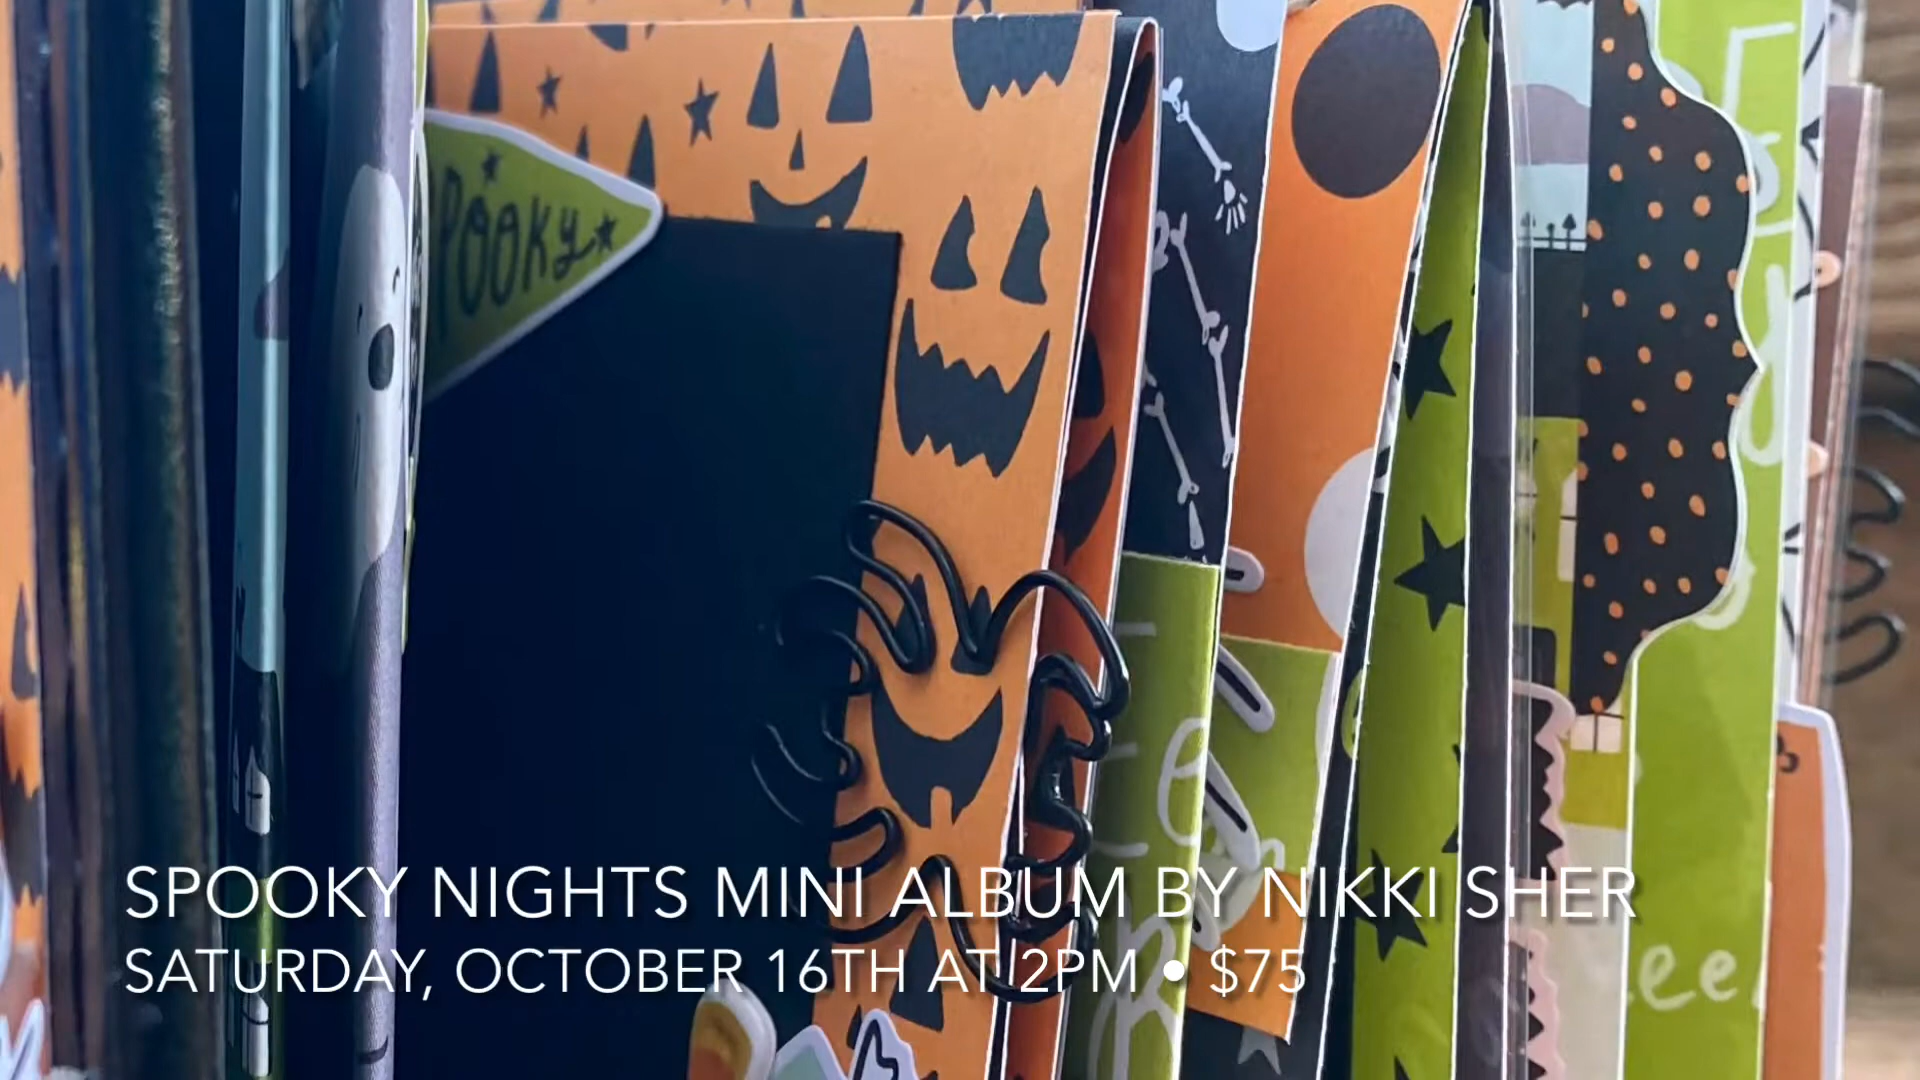 SPOOKY
SPOOKY NIGHTS MINI ALBUM BY NIKKI SHER
SATURDAY, OCTOBER 16TH AT 2PM • $75